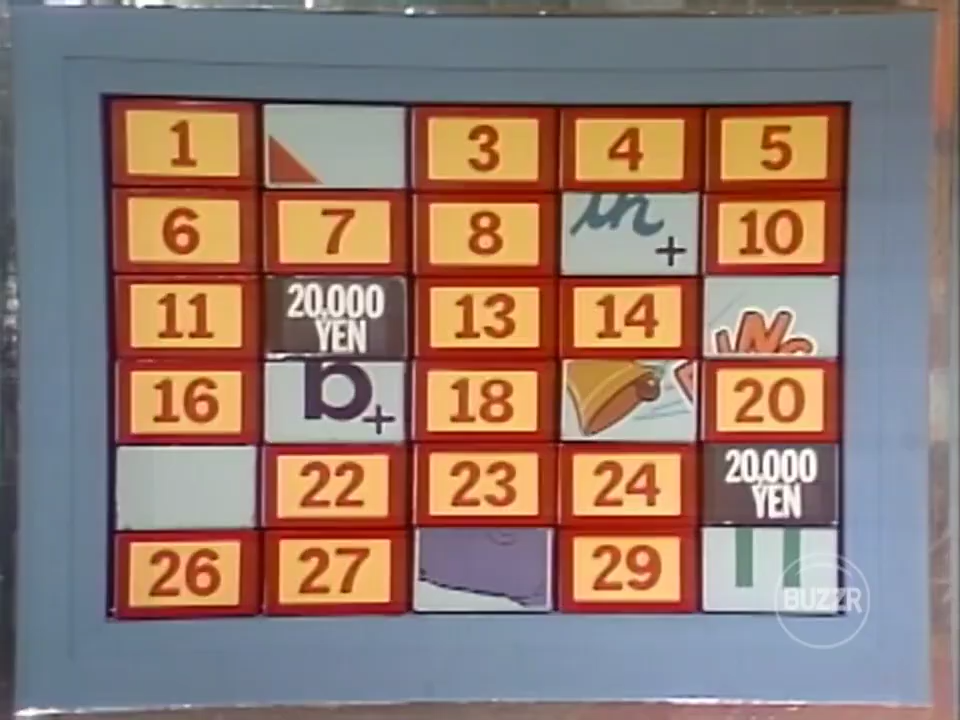 1 3 4 5
6 7 8 in + 10
11 20,000 YEN 13 14
16 b+ 18 20
22 23 24 20,000 YEN
26 27 29
BUZZR